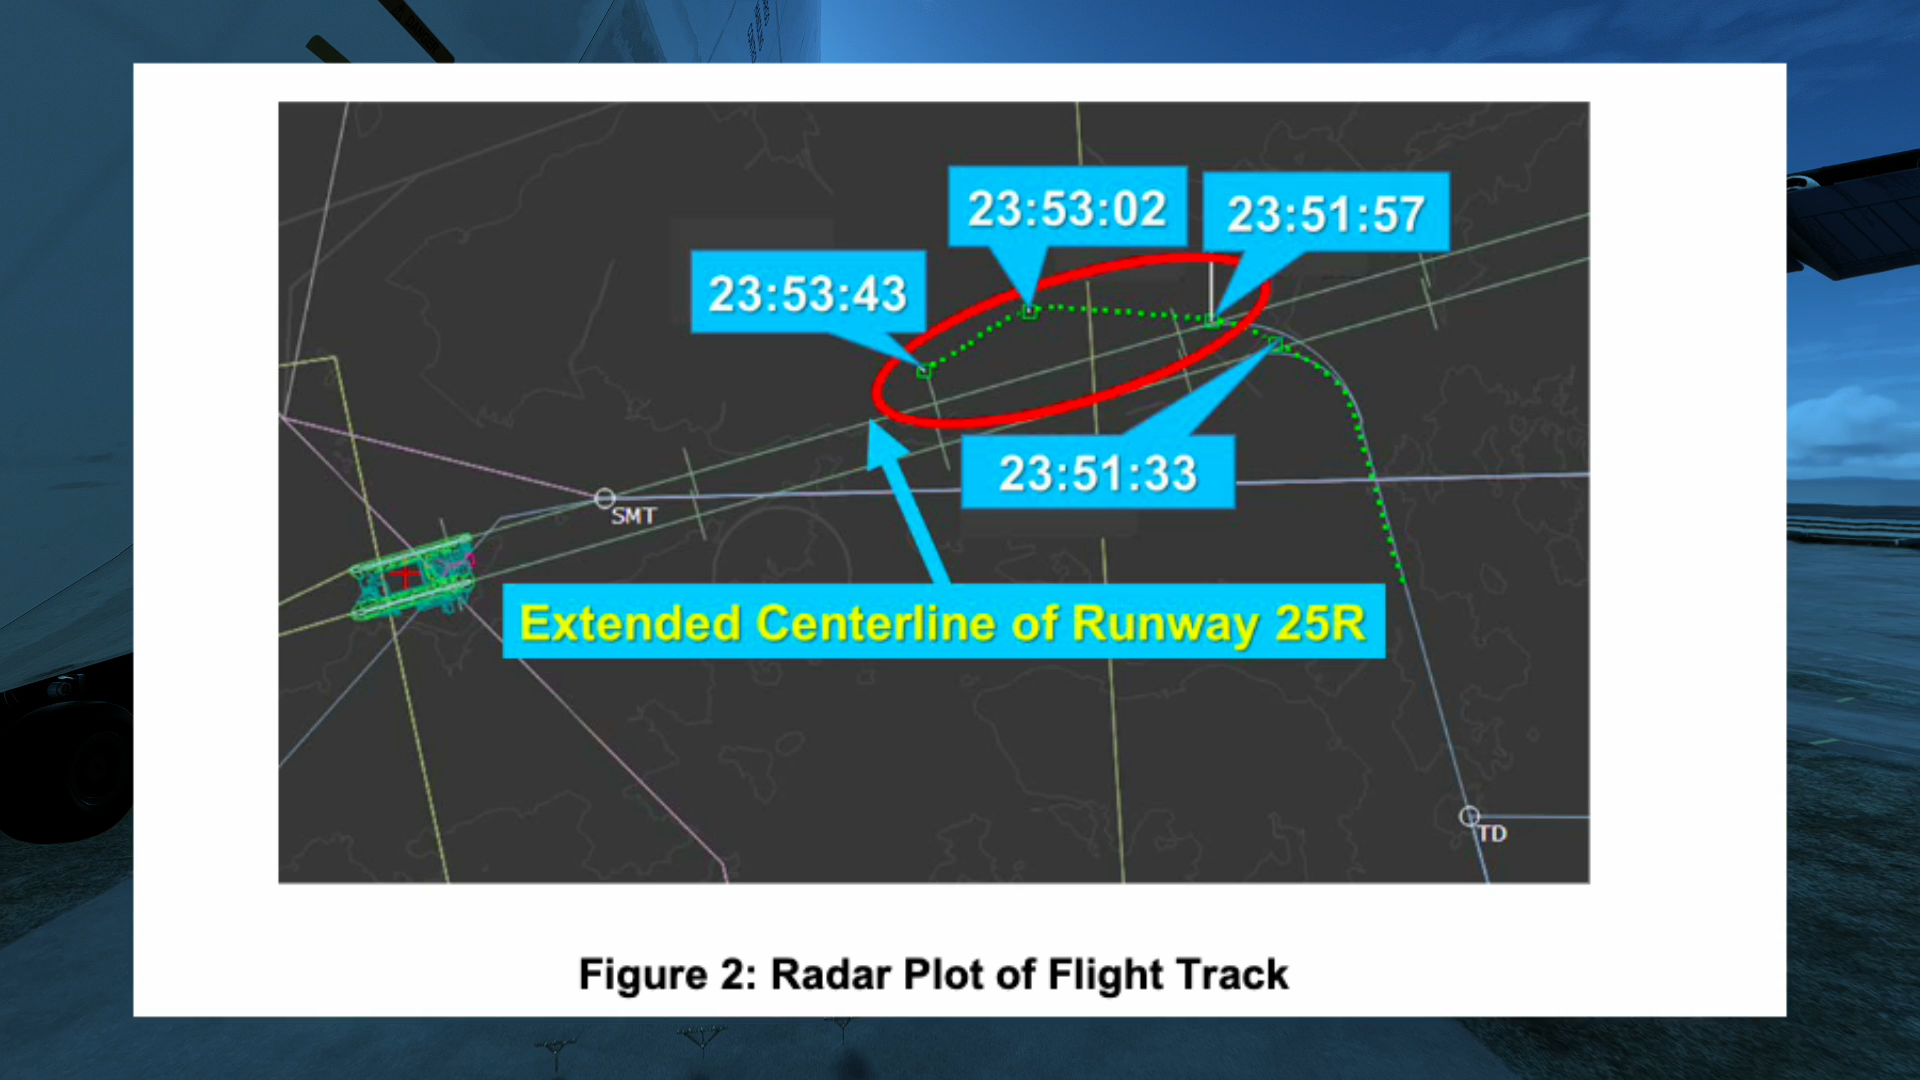 23:53:02
23:51:57
23:53:43
23:51:33
SMT
Extended Centerline of Runway 25R
TD
Figure 2: Radar Plot of Flight Track